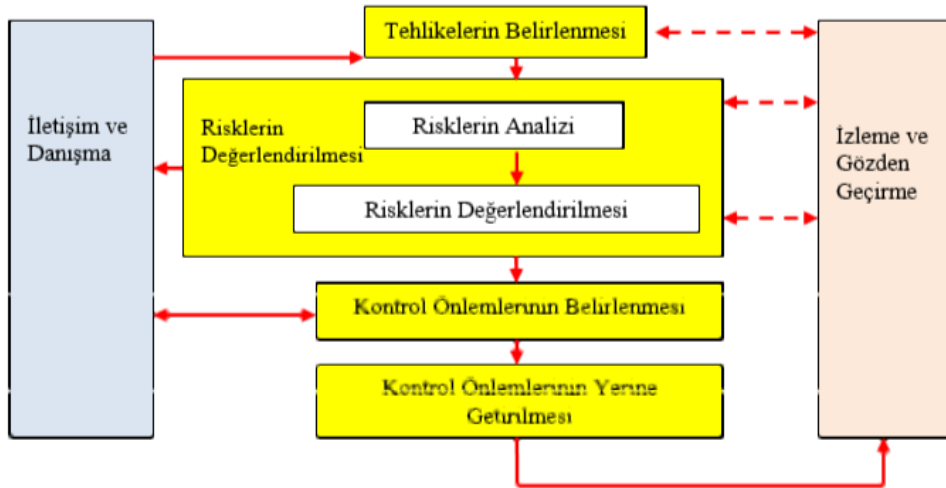 Tehlikelerin Belirlenmesi
İletişim ve
Danışma
Risklerin
Değerlendirilmesi
Risklerin Analizi
Risklerin Değerlendirilmesi
İzleme ve
Gözden
Geçirme
Kontrol Önlemlerinin Belirlenmesi
Kontrol Önlemlerinin Yerine
Getirilmesi